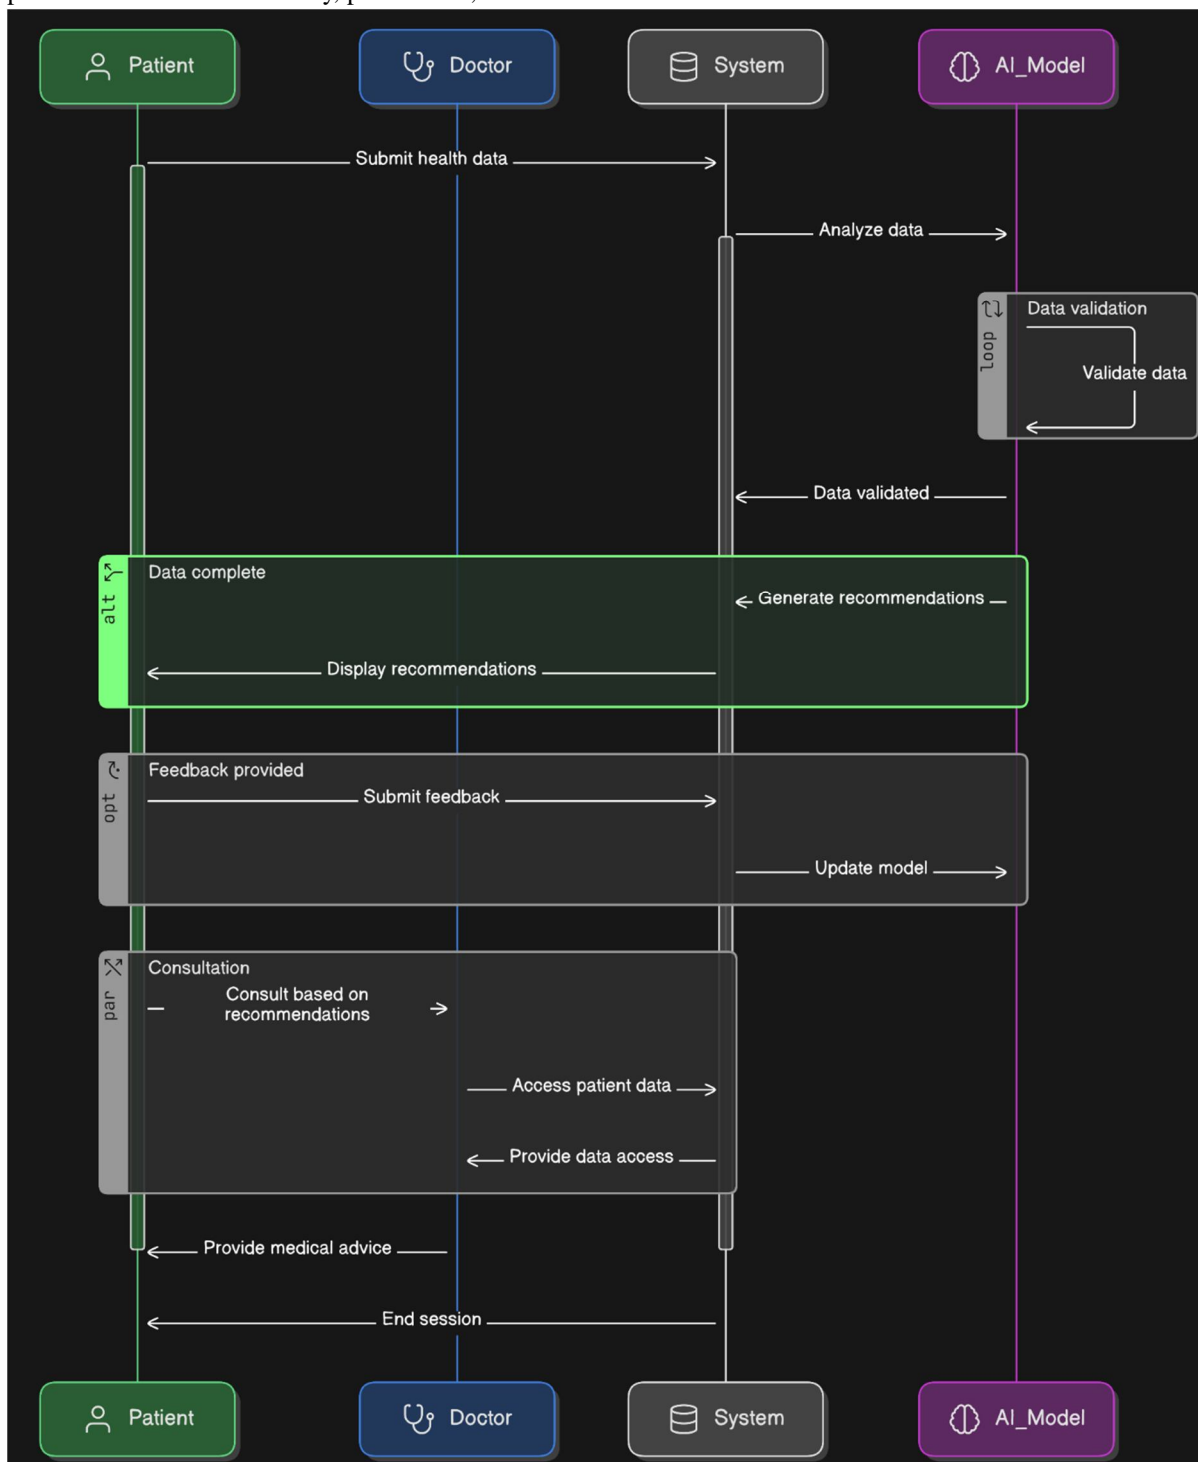 Patient
Doctor
System
AI_Model
Submit health data
Analyze data
loop
Data validation
Validate data
Data validated
alt
Data complete
Generate recommendations
Display recommendations
opt
Feedback provided
Submit feedback
Update model
par
Consultation
Consult based on
recommendations
Access patient data
Provide data access
Provide medical advice
End session
Patient
Doctor
System
AI_Model